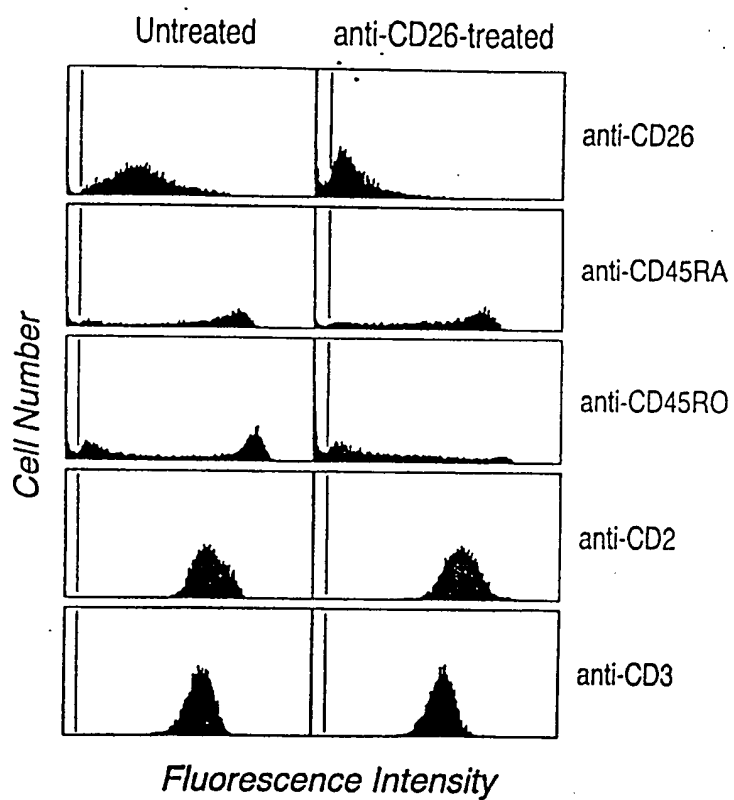 Untreated
anti-CD26-treated
anti-CD26
anti-CD45RA
anti-CD45RO
anti-CD2
anti-CD3
Cell Number
Fluorescence Intensity